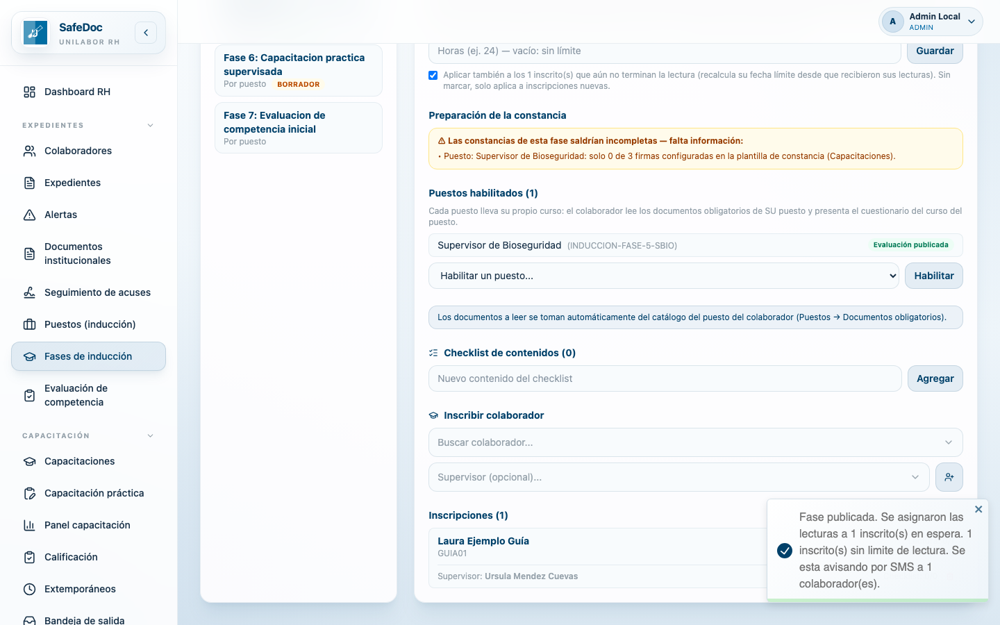 SafeDoc
UNILABOR RH
Dashboard RH
EXPEDIENTES
Colaboradores
Expedientes
Alertas
Documentos
institucionales
Seguimiento de acuses
Puestos (inducción)
Fases de inducción
Evaluación de
competencia
CAPACITACIÓN
Capacitaciones
Capacitación práctica
Panel capacitación
Calificación
Extemporáneos
Bandeja de salida
A
Admin Local
ADMIN
Fase 6: Capacitacion practica
supervisada
Por puesto BORRADOR
Fase 7: Evaluacion de
competencia inicial
Por puesto
Horas (ej. 24) — vacío: sin límite
Guardar
Aplicar también a los 1 inscrito(s) que aún no terminan la lectura (recalcula su fecha límite desde que recibieron sus lecturas). Sin
marcar, solo aplica a inscripciones nuevas.
Preparación de la constancia
⚠ Las constancias de esta fase saldrían incompletas — falta información:
• Puesto: Supervisor de Bioseguridad: solo 0 de 3 firmas configuradas en la plantilla de constancia (Capacitaciones).
Puestos habilitados (1)
Cada puesto lleva su propio curso: el colaborador lee los documentos obligatorios de SU puesto y presenta el cuestionario del curso del
puesto.
Supervisor de Bioseguridad (INDUCCION-FASE-5-SBIO) Evaluación publicada
Habilitar un puesto...
Habilitar
Los documentos a leer se toman automáticamente del catálogo del puesto del colaborador (Puestos → Documentos obligatorios).
Checklist de contenidos (0)
Nuevo contenido del checklist
Agregar
Inscribir colaborador
Buscar colaborador...
Supervisor (opcional)...
Inscripciones (1)
Laura Ejemplo Guía
GUIA01
Supervisor: Ursula Mendez Cuevas
Fase publicada. Se asignaron las
lecturas a 1 inscrito(s) en espera. 1
inscrito(s) sin limite de lectura. Se
esta avisando por SMS a 1
colaborador(es).